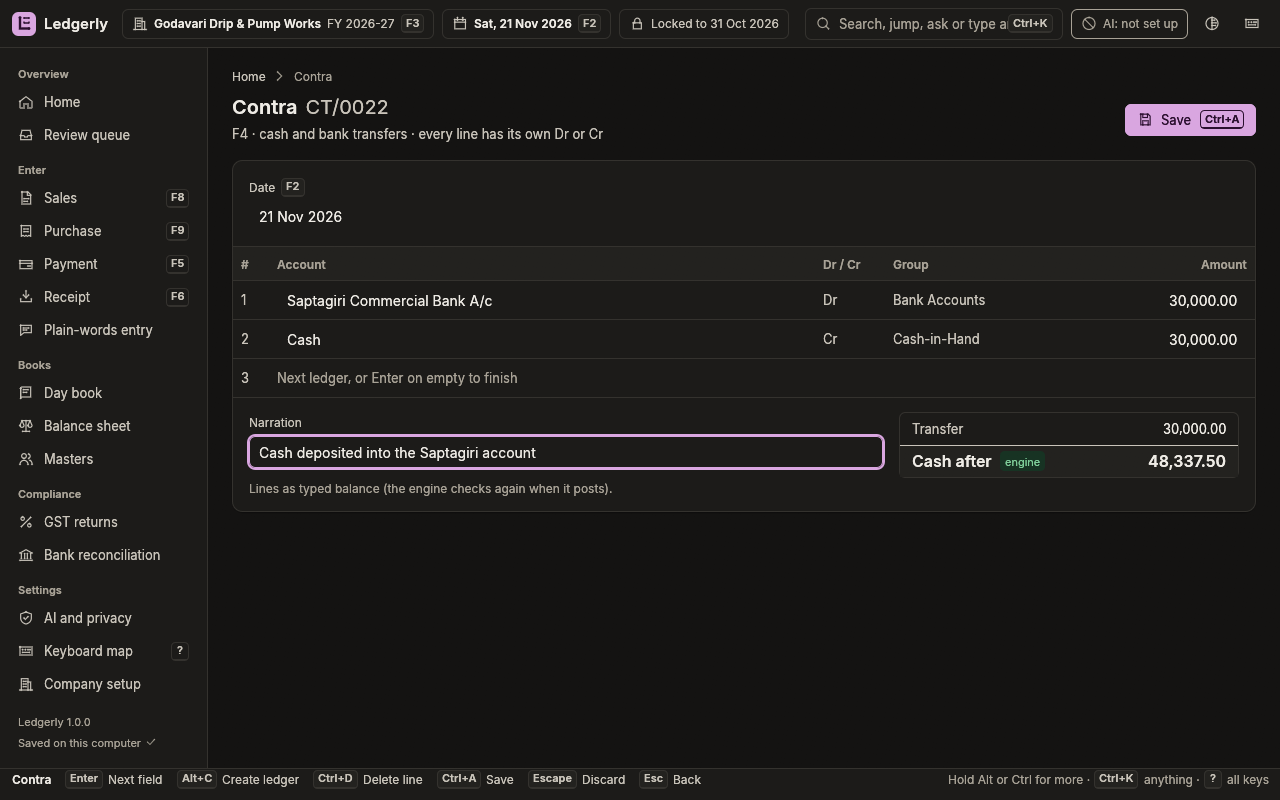 Ledgerly
Godavari Drip & Pump Works FY 2026-27 F3
Sat, 21 Nov 2026 F2
Locked to 31 Oct 2026
Search, jump, ask or type a Ctrl+K
AI: not set up
Overview
Home
Review queue
Enter
Sales F8
Purchase F9
Payment F5
Receipt F6
Plain-words entry
Books
Day book
Balance sheet
Masters
Compliance
GST returns
Bank reconciliation
Settings
AI and privacy
Keyboard map ?
Company setup
Ledgerly 1.0.0
Saved on this computer
Home > Contra
Contra CT/0022
F4 · cash and bank transfers · every line has its own Dr or Cr
Save Ctrl+A
Date F2
21 Nov 2026
# Account Dr / Cr Group Amount
1 Saptagiri Commercial Bank A/c Dr Bank Accounts 30,000.00
2 Cash Cr Cash-in-Hand 30,000.00
3 Next ledger, or Enter on empty to finish
Narration
Cash deposited into the Saptagiri account
Lines as typed balance (the engine checks again when it posts).
Transfer 30,000.00
Cash after engine 48,337.50
Contra Enter Next field Alt+C Create ledger Ctrl+D Delete line Ctrl+A Save Escape Discard Esc Back
Hold Alt or Ctrl for more · Ctrl+K anything · ? all keys